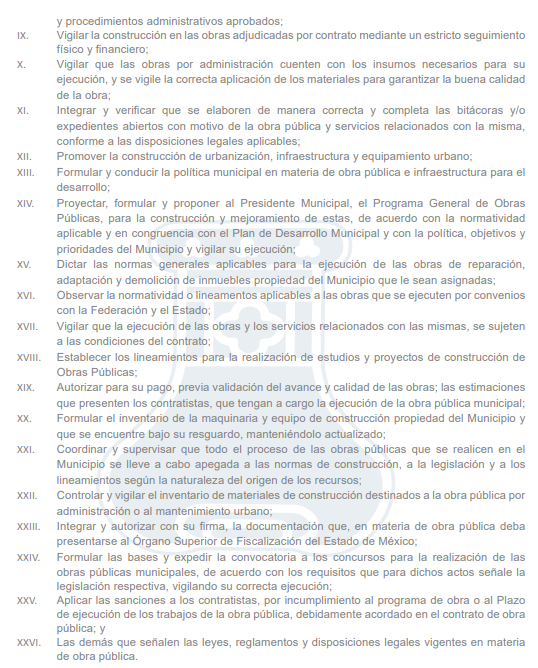 y procedimientos administrativos aprobados;
IX. Vigilar la construcción en las obras adjudicadas por contrato mediante un estricto seguimiento
físico y financiero;
X. Vigilar que las obras por administración cuenten con los insumos necesarios para su
ejecución, y se vigile la correcta aplicación de los materiales para garantizar la buena calidad
de la obra;
XI. Integrar y verificar que se elaboren de manera correcta y completa las bitácoras y/o
expedientes abiertos con motivo de la obra pública y servicios relacionados con la misma,
conforme a las disposiciones legales aplicables;
XII. Promover la construcción de urbanización, infraestructura y equipamiento urbano;
XIII. Formular y conducir la política municipal en materia de obra pública e infraestructura para el
desarrollo;
XIV. Proyectar, formular y proponer al Presidente Municipal, el Programa General de Obras
Públicas, para la construcción y mejoramiento de estas, de acuerdo con la normatividad
aplicable y en congruencia con el Plan de Desarrollo Municipal y con la política, objetivos y
prioridades del Municipio y vigilar su ejecución;
XV. Dictar las normas generales aplicables para la ejecución de las obras de reparación,
adaptación y demolición de inmuebles propiedad del Municipio que le sean asignadas;
XVI. Observar la normatividad o lineamentos aplicables a las obras que se ejecuten por convenios
con la Federación y el Estado;
XVII. Vigilar que la ejecución de las obras y los servicios relacionados con las mismas, se sujeten
a las condiciones del contrato;
XVIII. Establecer los lineamientos para la realización de estudios y proyectos de construcción de
Obras Públicas;
XIX. Autorizar para su pago, previa validación del avance y calidad de las obras; las estimaciones
que presenten los contratistas, que tengan a cargo la ejecución de la obra pública municipal;
XX. Formular el inventario de la maquinaria y equipo de construcción propiedad del Municipio y
que se encuentre bajo su resguardo, manteniéndolo actualizado;
XXI. Coordinar y supervisar que todo el proceso de las obras públicas que se realicen en el
Municipio se lleve a cabo apegada a las normas de construcción, a la legislación y a los
lineamientos según la naturaleza del origen de los recursos;
XXII. Controlar y vigilar el inventario de materiales de construcción destinados a la obra pública por
administración o al mantenimiento urbano;
XXIII. Integrar y autorizar con su firma, la documentación que, en materia de obra pública deba
presentarse al Órgano Superior de Fiscalización del Estado de México;
XXIV. Formular las bases y expedir la convocatoria a los concursos para la realización de las
obras públicas municipales, de acuerdo con los requisitos que para dichos actos señale la
legislación respectiva, vigilando su correcta ejecución;
XXV. Aplicar las sanciones a los contratistas, por incumplimiento al programa de obra o al Plazo
de ejecución de los trabajos de la obra pública, debidamente acordado en el contrato de obra
pública; y
XXVI. Las demás que señalen las leyes, reglamentos y disposiciones legales vigentes en materia
de obra pública.